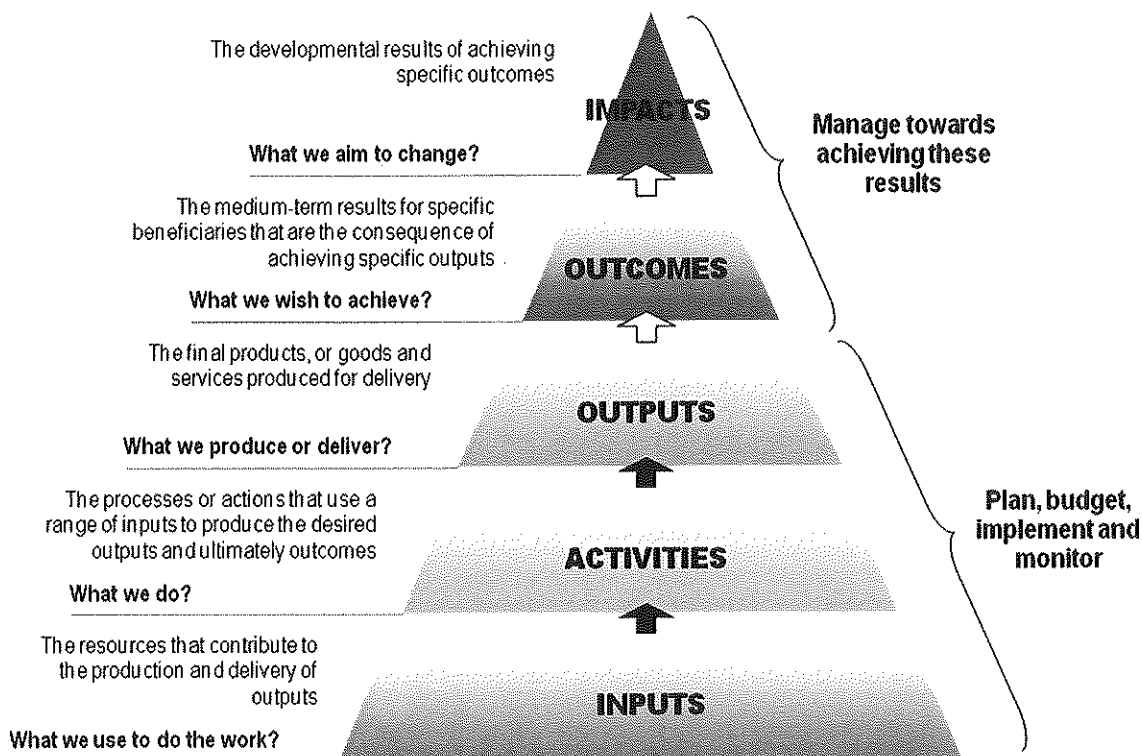 The developmental results of achieving
specific outcomes
IMPACTS
What we aim to change?
Manage towards
achieving these
results
The medium-term results for specific
beneficiaries that are the consequence of
achieving specific outputs
OUTCOMES
What we wish to achieve?
The final products, or goods and
services produced for delivery
OUTPUTS
What we produce or deliver?
The processes or actions that use a
range of inputs to produce the desired
outputs and ultimately outcomes
ACTIVITIES
What we do?
Plan, budget,
implement and
monitor
The resources that contribute to
the production and delivery of
outputs
INPUTS
What we use to do the work?